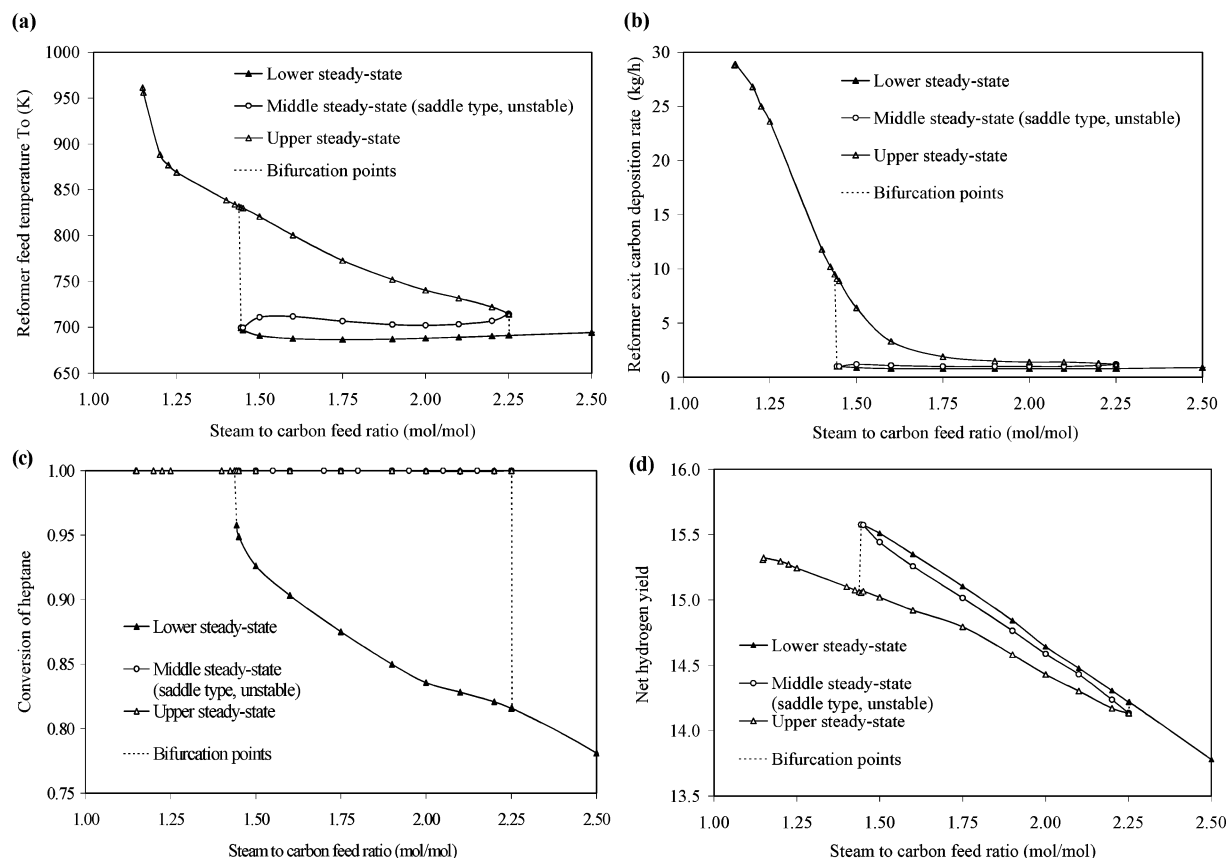 (a)
Reformer feed temperature To (K)
1000
950
900
850
800
750
700
650
Lower steady-state
Middle steady-state (saddle type, unstable)
Upper steady-state
Bifurcation points
1.00 1.25 1.50 1.75 2.00 2.25 2.50
Steam to carbon feed ratio (mol/mol)
(b)
Reformer exit carbon deposition rate (kg/h)
30
25
20
15
10
5
0
Lower steady-state
Middle steady-state (saddle type, unstable)
Upper steady-state
Bifurcation points
1.00 1.25 1.50 1.75 2.00 2.25 2.50
Steam to carbon feed ratio (mol/mol)
(c)
Conversion of heptane
1.00
0.95
0.90
0.85
0.80
0.75
Lower steady-state
Middle steady-state
(saddle type, unstable)
Upper steady-state
Bifurcation points
1.00 1.25 1.50 1.75 2.00 2.25 2.50
Steam to carbon feed ratio (mol/mol)
(d)
Net hydrogen yield
16.0
15.5
15.0
14.5
14.0
13.5
Lower steady-state
Middle steady-state
(saddle type, unstable)
Upper steady-state
Bifurcation points
1.00 1.25 1.50 1.75 2.00 2.25 2.50
Steam to carbon feed ratio (mol/mol)